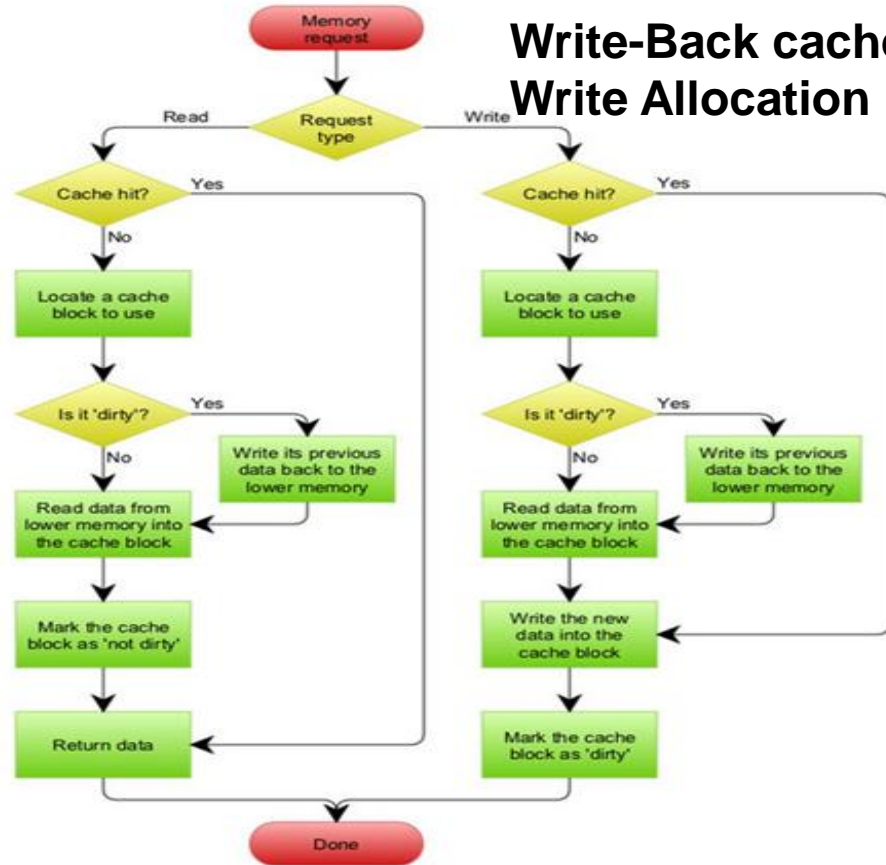 Memory
request
Write-Back cache
Write Allocation
Read
Request
type
Write
Cache hit?
Yes
No
Locate a cache
block to use
Is it 'dirty'?
Yes
Write its previous
data back to the
lower memory
No
Read data from
lower memory into
the cache block
Mark the cache
block as 'not dirty'
Return data
Cache hit?
Yes
No
Locate a cache
block to use
Is it 'dirty'?
Yes
Write its previous
data back to the
lower memory
No
Read data from
lower memory into
the cache block
Write the new
data into the
cache block
Mark the cache
block as 'dirty'
Done